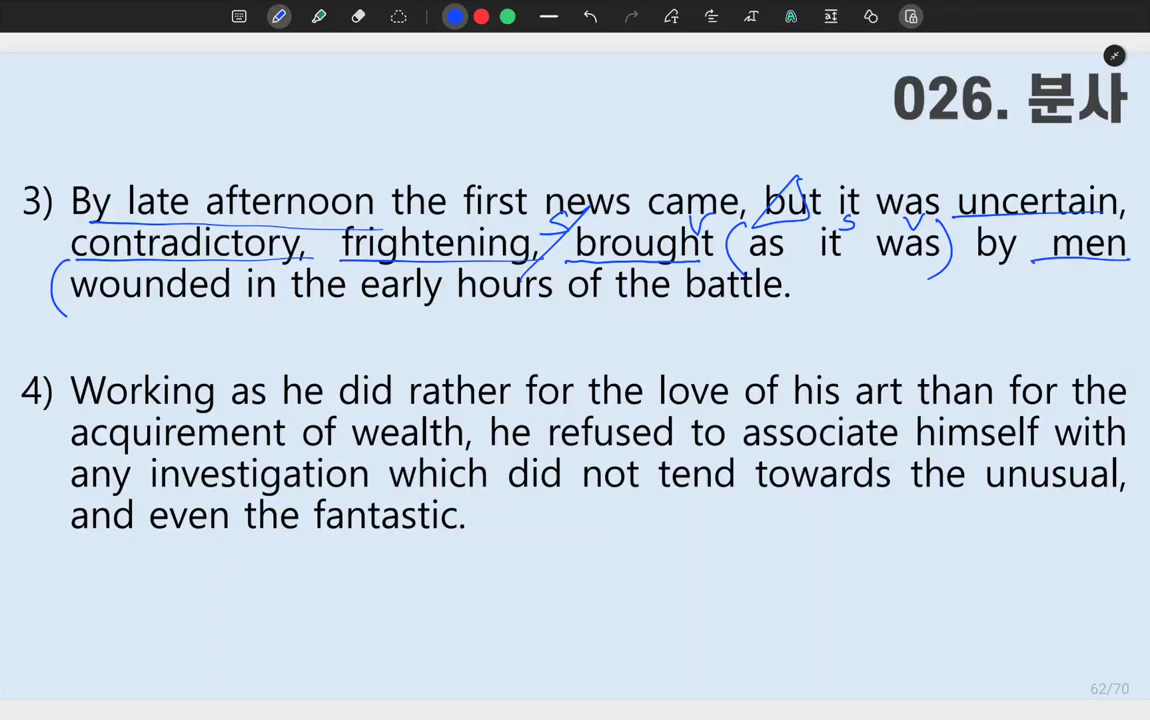 026. 분사
3) By late afternoon the first news came, but it was uncertain,
s v s v
contradictory, frightening, brought (as it was) by men
(wounded in the early hours of the battle.
4) Working as he did rather for the love of his art than for the
acquirement of wealth, he refused to associate himself with
any investigation which did not tend towards the unusual,
and even the fantastic.
62/70